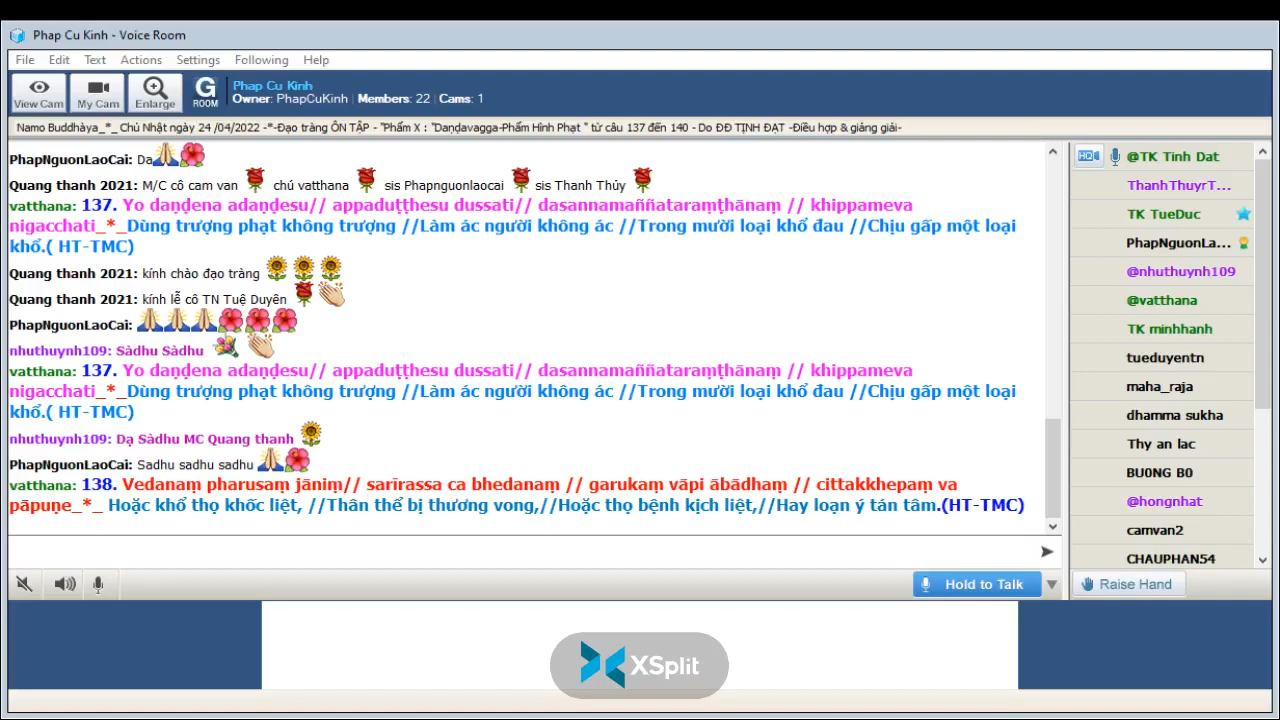 Phap Cu Kinh - Voice Room
File Edit Text Actions Settings Following Help
View Cam My Cam Enlarge G ROOM
Phap Cu Kinh
Owner: PhapCuKinh Members: 22 Cams: 1
Namo Buddhàya_*_ Chủ Nhật ngày 24 /04/2022 -*-Đạo tràng ÔN TẬP - "Phẩm X : "Daṇḍavagga-Phẩm Hình Phạt " từ câu 137 đến 140 - Do ĐĐ TỊNH ĐẠT -Điều hợp & giảng giải-
PhapNguonLaoCai: Da
Quang thanh 2021: M/C cô cam van chú vatthana sis Phapnguonlaocai sis Thanh Thủy
vatthana: 137. Yo daṇḍena adaṇḍesu// appaduṭṭhesu dussati// dasannamaññataraṃṭhānaṃ // khippameva
nigacchati_*_Dùng trượng phạt không trượng //Làm ác người không ác //Trong mười loại khổ đau //Chịu gấp một loại
khổ.( HT-TMC)
Quang thanh 2021: kính chào đạo tràng
Quang thanh 2021: kính lễ cô TN Tuệ Duyên
PhapNguonLaoCai:
nhuthuynh109: Sàdhu Sàdhu
vatthana: 137. Yo daṇḍena adaṇḍesu// appaduṭṭhesu dussati// dasannamaññataraṃṭhānaṃ // khippameva
nigacchati_*_Dùng trượng phạt không trượng //Làm ác người không ác //Trong mười loại khổ đau //Chịu gấp một loại
khổ.( HT-TMC)
nhuthuynh109: Dạ Sàdhu MC Quang thanh
PhapNguonLaoCai: Sadhu sadhu sadhu
vatthana: 138. Vedanaṃ pharusaṃ jāniṃ// sarīrassa ca bhedanaṃ // garukaṃ vāpi ābādhaṃ // cittakkhepaṃ va
pāpuṇe_*_ Hoặc khổ thọ khốc liệt, //Thân thể bị thương vong,//Hoặc thọ bệnh kịch liệt,//Hay loạn ý tán tâm.(HT-TMC)
Hold to Talk
HQ
@TK Tinh Dat
ThanhThuyrT...
TK TueDuc
PhapNguonLa...
@nhuthuynh109
@vatthana
TK minhhanh
tueduyentn
maha_raja
dhamma sukha
Thy an lac
BU0NG B0
@hongnhat
camvan2
CHAUPHAN54
Raise Hand
XSplit